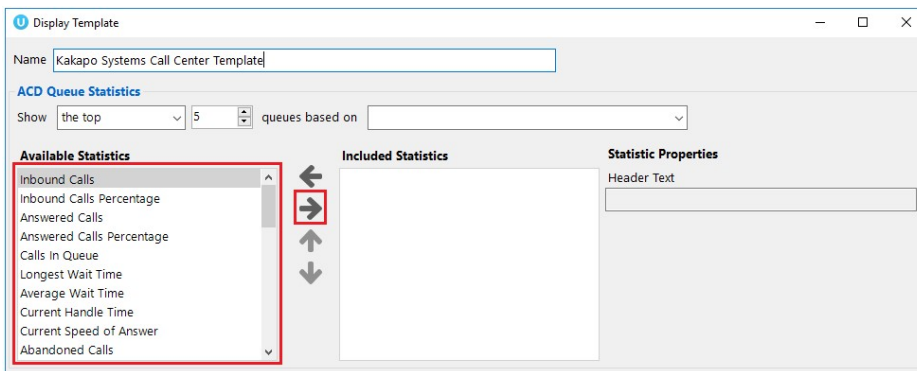 Display Template
Name Kakapo Systems Call Center Template
ACD Queue Statistics
Show the top 5 queues based on
Available Statistics Included Statistics Statistic Properties
Inbound Calls Header Text
Inbound Calls Percentage
Answered Calls
Answered Calls Percentage
Calls In Queue
Longest Wait Time
Average Wait Time
Current Handle Time
Current Speed of Answer
Abandoned Calls